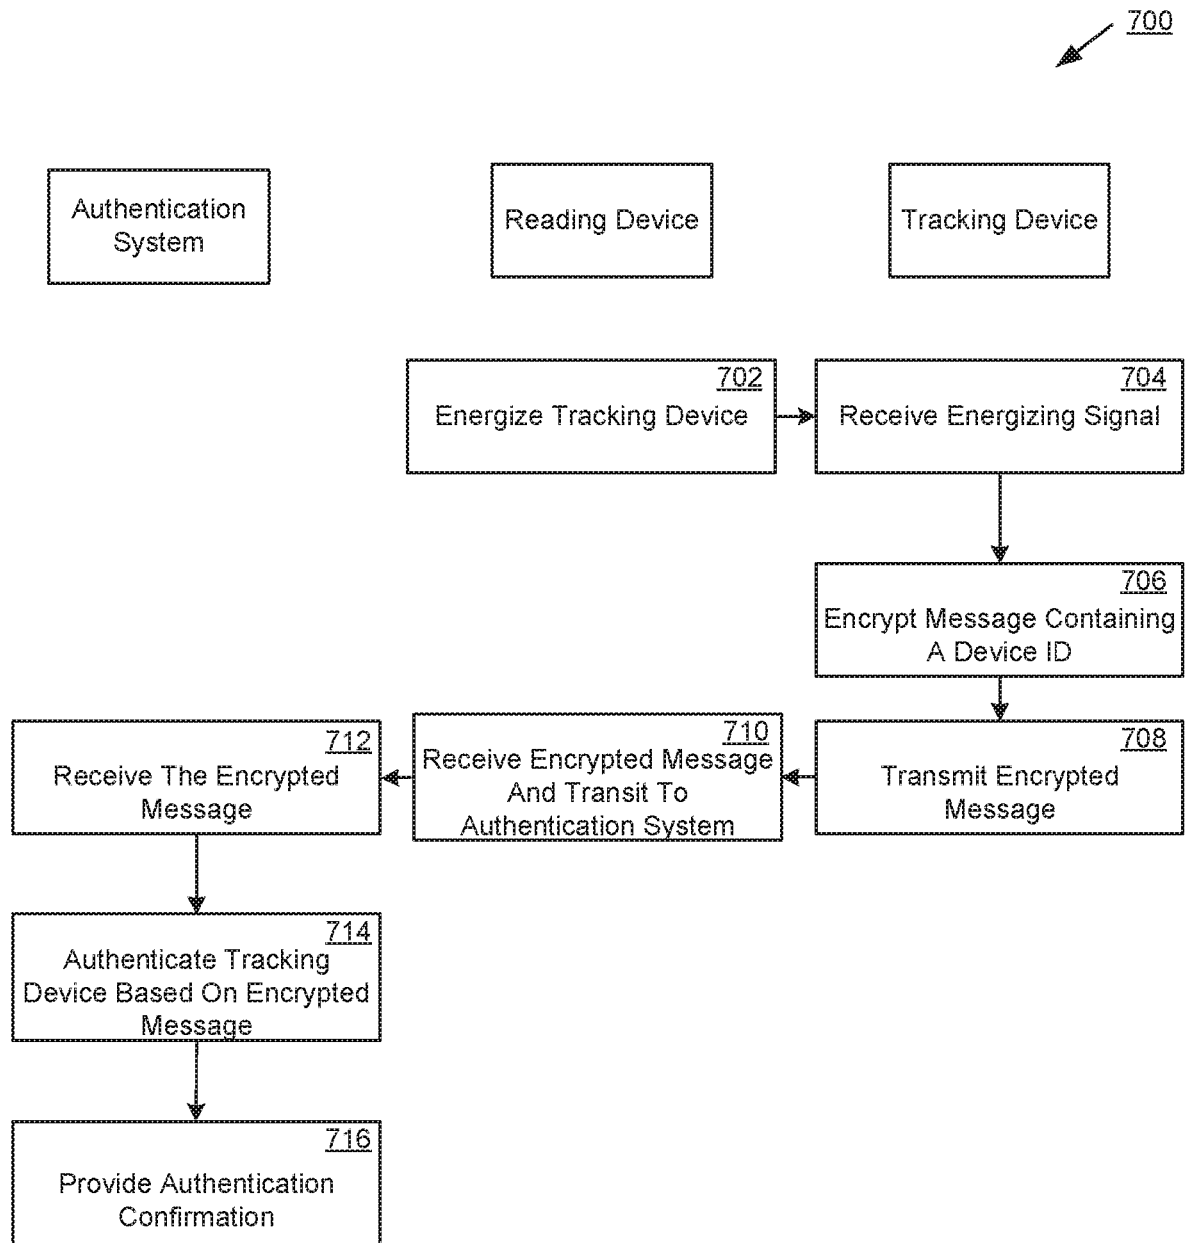 700
Authentication
System
Reading Device
Tracking Device
702
Energize Tracking Device
704
Receive Energizing Signal
706
Encrypt Message Containing
A Device ID
708
Transmit Encrypted
Message
710
Receive Encrypted Message
And Transit To
Authentication System
712
Receive The Encrypted
Message
714
Authenticate Tracking
Device Based On Encrypted
Message
716
Provide Authentication
Confirmation